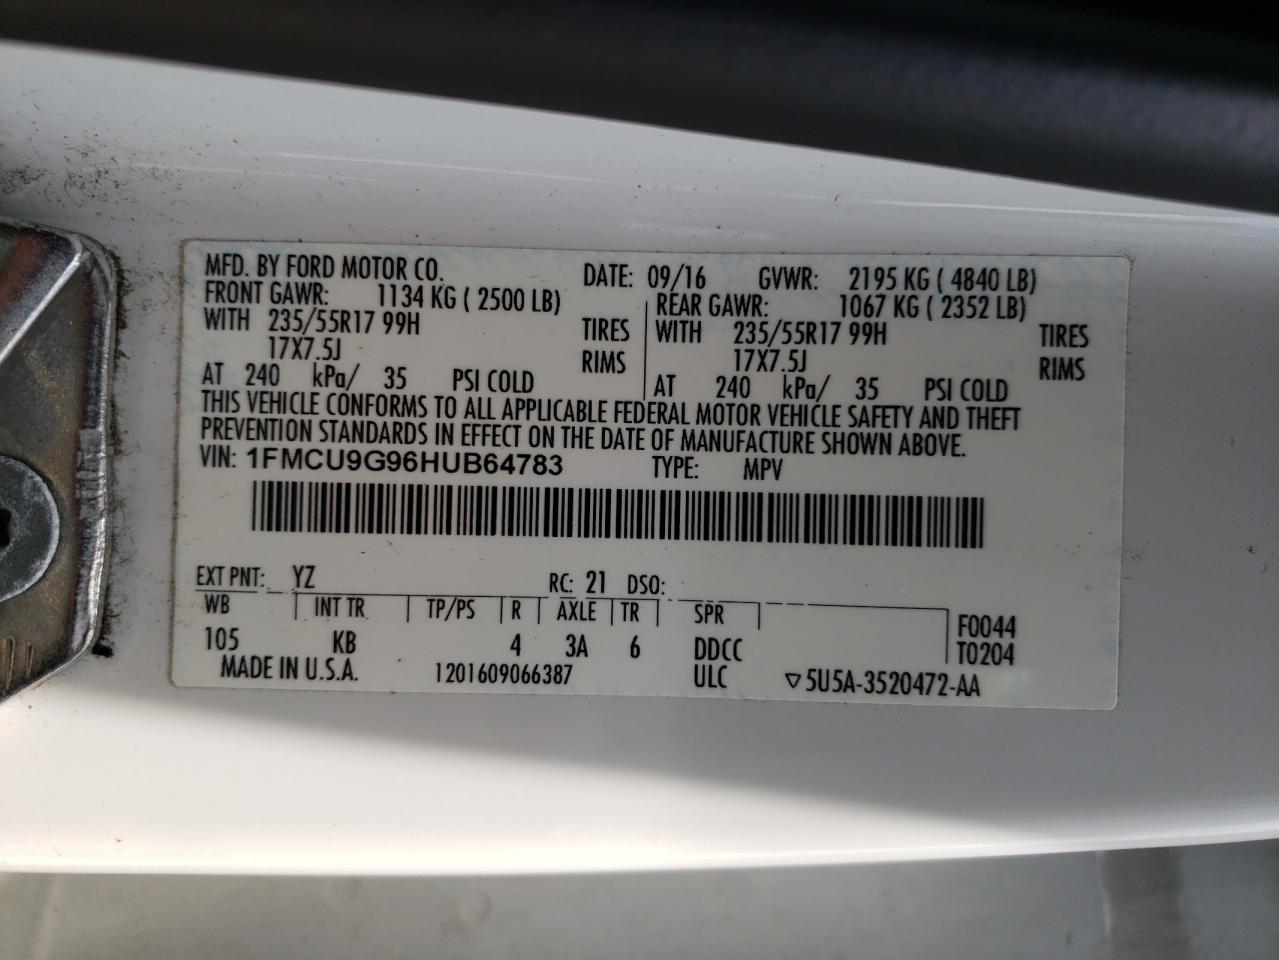 MFD. BY FORD MOTOR CO. DATE: 09/16 GVWR: 2195 KG ( 4840 LB)
FRONT GAWR: 1134 KG ( 2500 LB) REAR GAWR: 1067 KG ( 2352 LB)
WITH 235/55R17 99H TIRES WITH 235/55R17 99H TIRES
17X7.5J RIMS 17X7.5J RIMS
AT 240 kPa/ 35 PSI COLD AT 240 kPa/ 35 PSI COLD
THIS VEHICLE CONFORMS TO ALL APPLICABLE FEDERAL MOTOR VEHICLE SAFETY AND THEFT
PREVENTION STANDARDS IN EFFECT ON THE DATE OF MANUFACTURE SHOWN ABOVE.
VIN: 1FMCU9G96HUB64783 TYPE: MPV
EXT PNT: YZ RC: 21 DSO:
WB INT TR TP/PS R AXLE TR SPR F0044
105 KB 4 3A 6 DDCC T0204
MADE IN U.S.A. 1201609066387 ULC ▽5U5A-3520472-AA